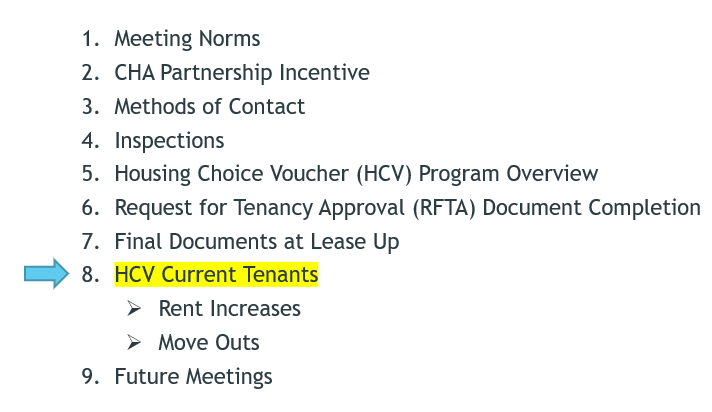 1. Meeting Norms
2. CHA Partnership Incentive
3. Methods of Contact
4. Inspections
5. Housing Choice Voucher (HCV) Program Overview
6. Request for Tenancy Approval (RFTA) Document Completion
7. Final Documents at Lease Up
8. HCV Current Tenants
➢ Rent Increases
➢ Move Outs
9. Future Meetings